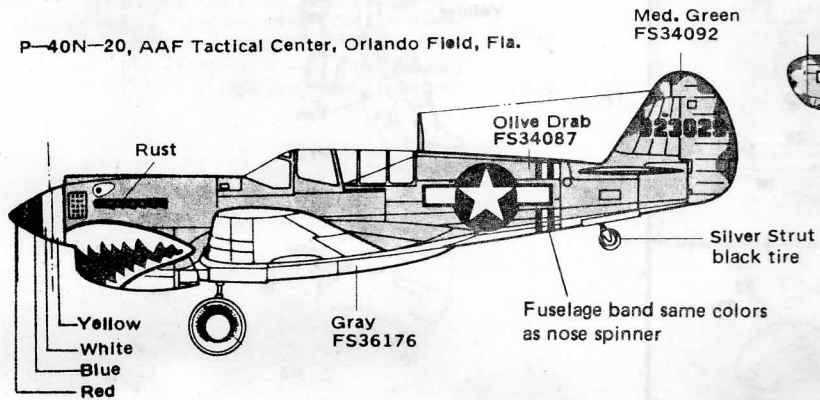 P-40N-20, AAF Tactical Center, Orlando Field, Fla.
Med. Green
FS34092
Olive Drab
FS34087
Rust
Silver Strut
black tire
Fuselage band same colors
as nose spinner
Gray
FS36176
Yellow
White
Blue
Red